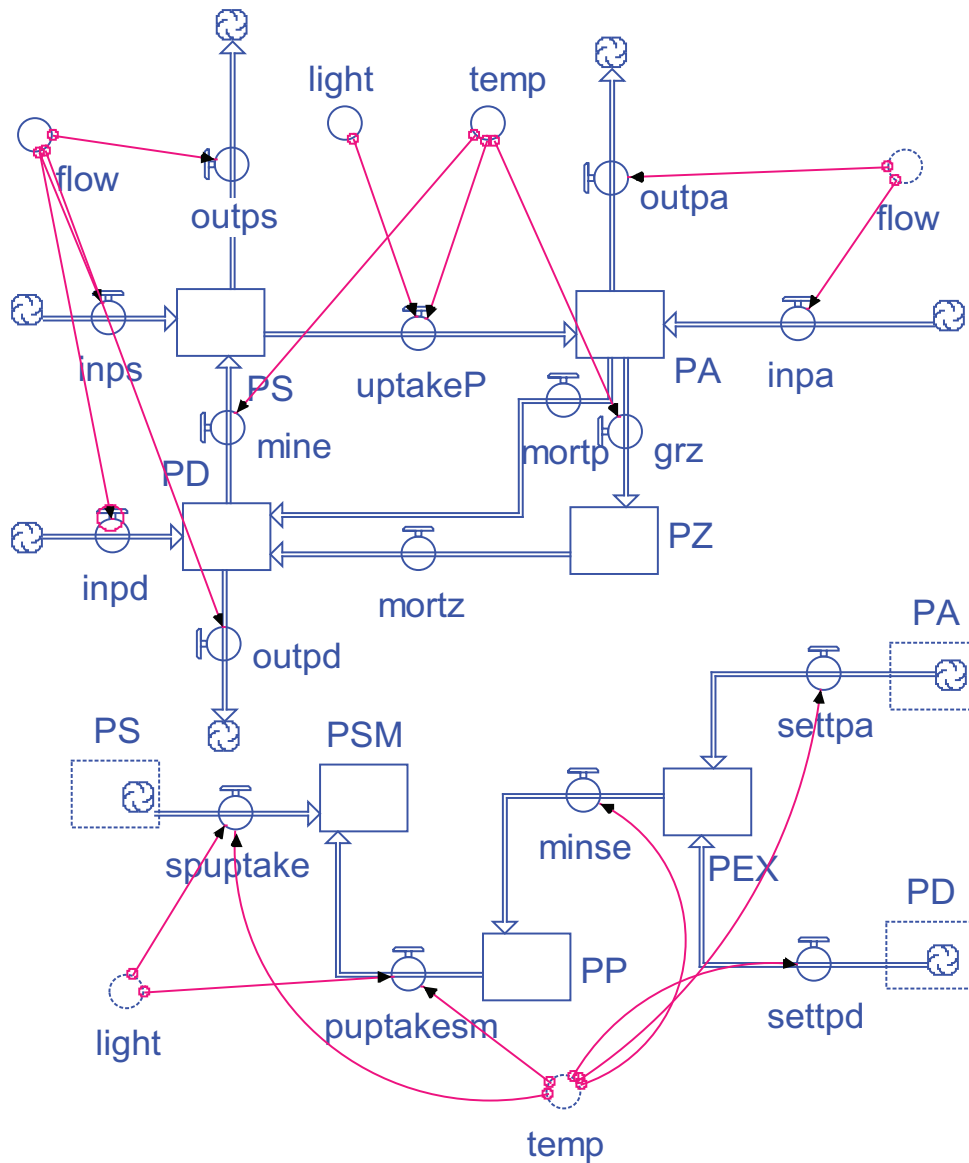 light
temp
flow
outps
outpa
flow
inps
PS
uptakeP
PA
inpa
mine
mortp
grz
PD
PZ
inpd
mortz
outpd
PA
PS
PSM
settpa
spuptake
minse
PEX
PD
PP
light
puptakesm
settpd
temp